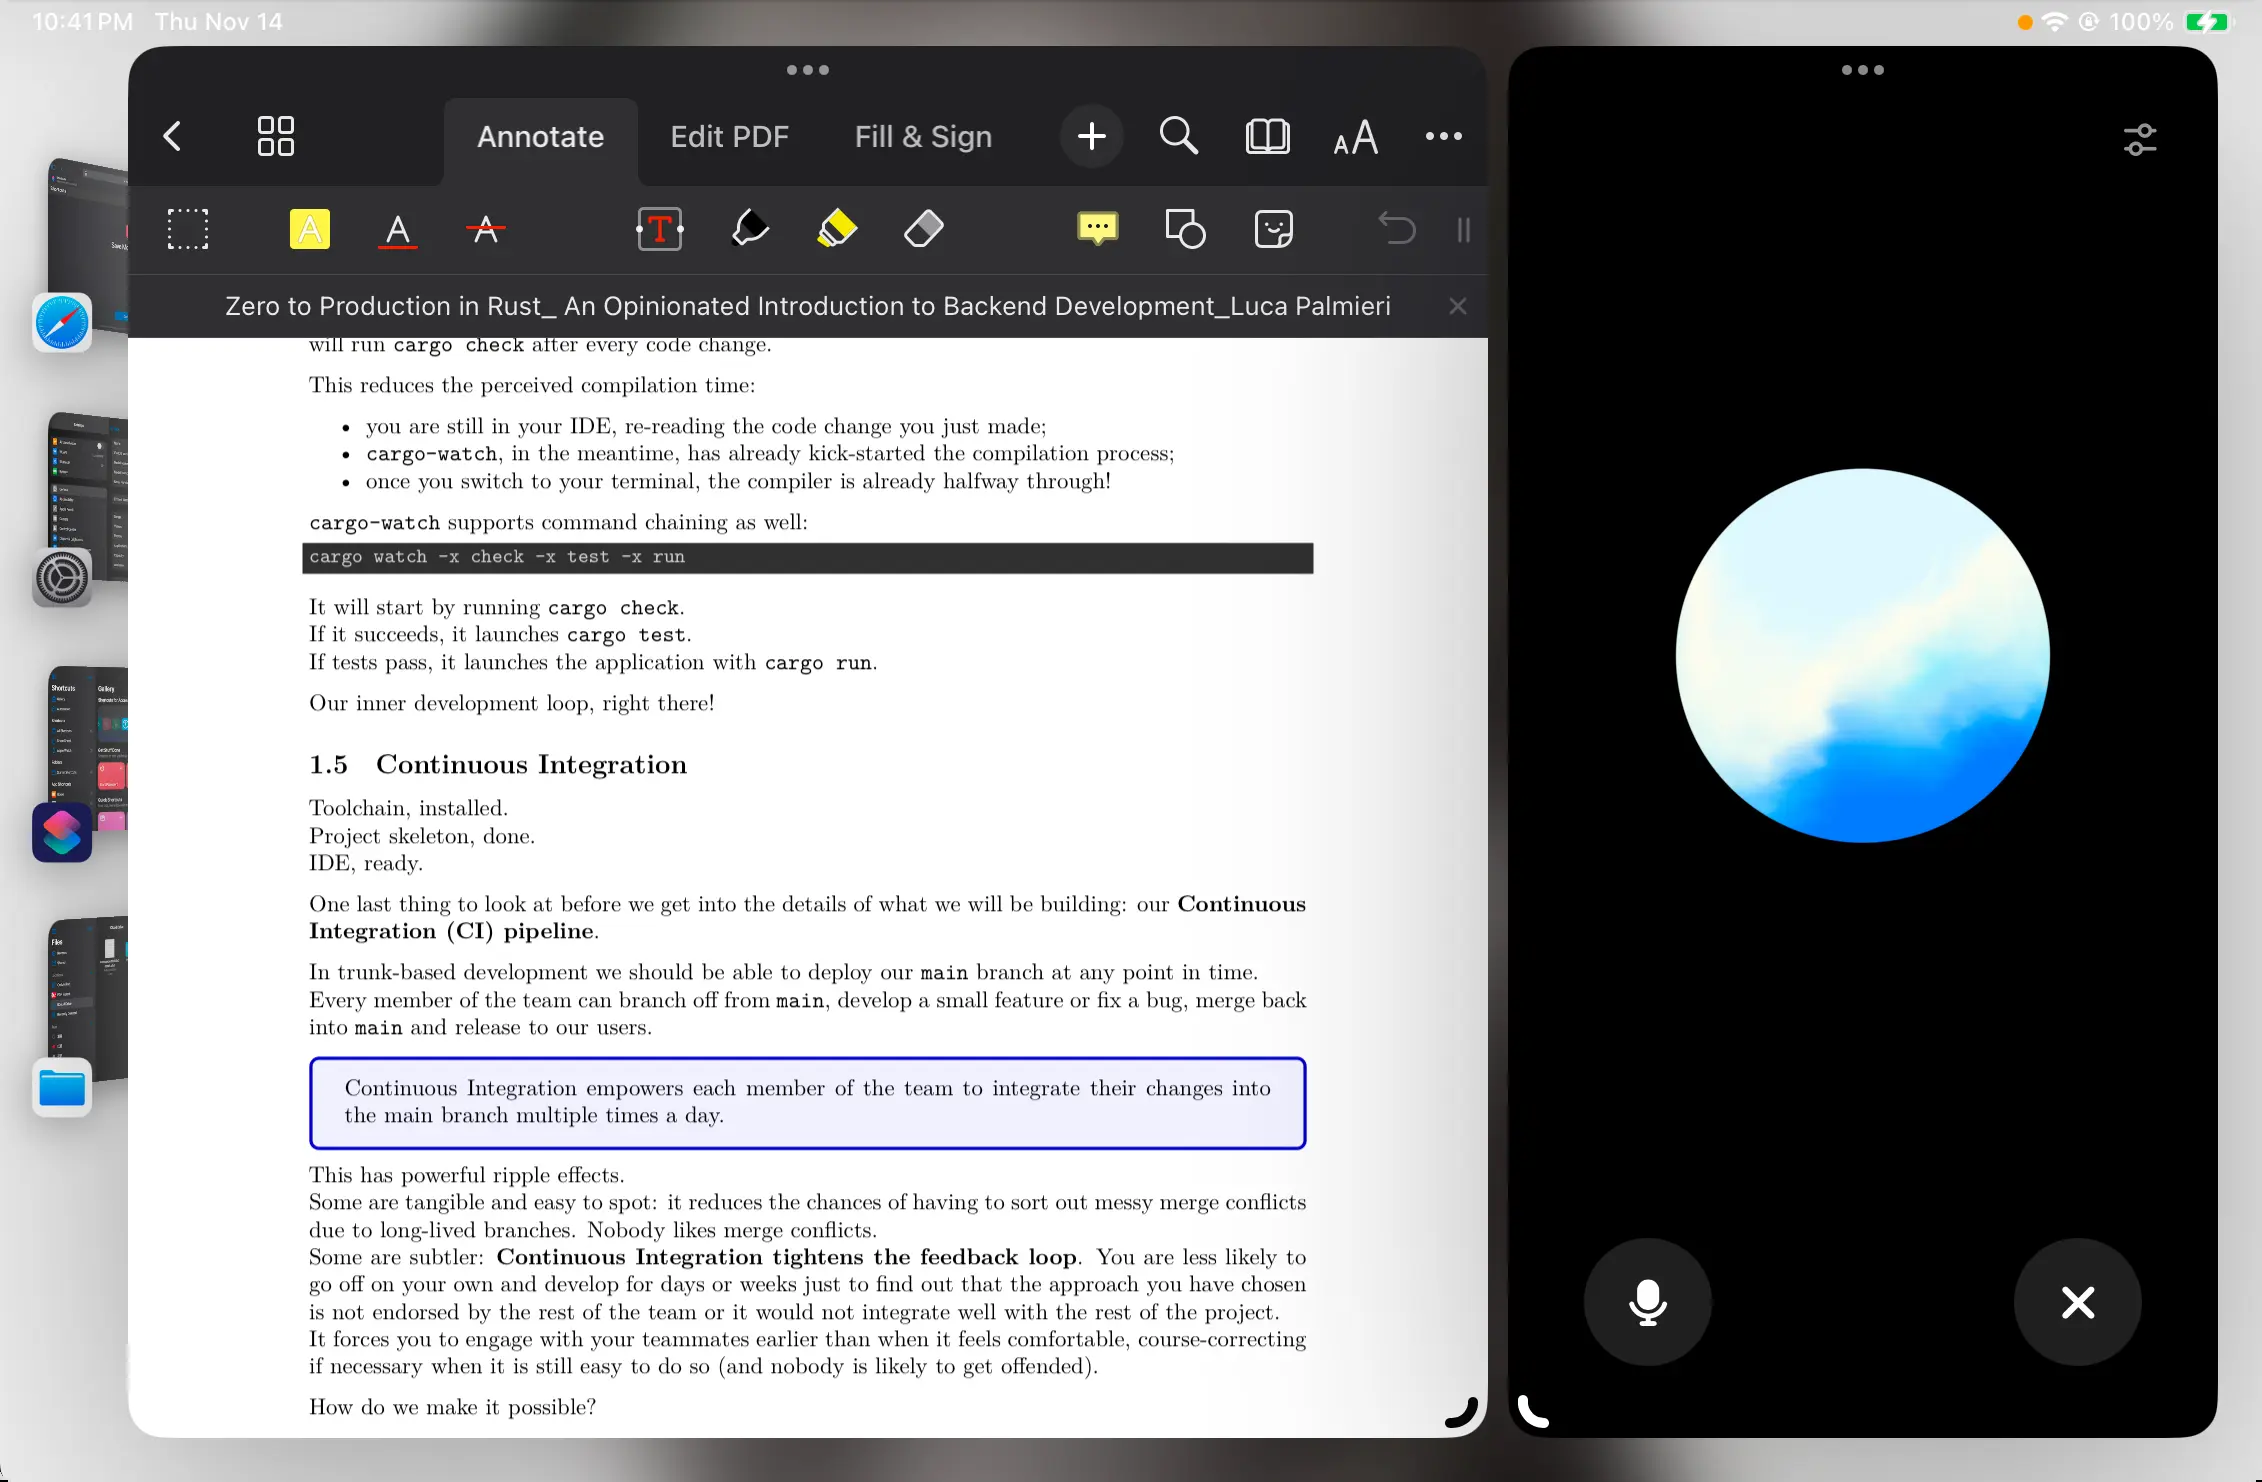 10:41 PM Thu Nov 14
100%
Annotate Edit PDF Fill & Sign
AA
A A A T
Zero to Production in Rust_ An Opinionated Introduction to Backend Development_Luca Palmieri
will run cargo check after every code change.
This reduces the perceived compilation time:
• you are still in your IDE, re-reading the code change you just made;
• cargo-watch, in the meantime, has already kick-started the compilation process;
• once you switch to your terminal, the compiler is already halfway through!
cargo-watch supports command chaining as well:
cargo watch -x check -x test -x run
It will start by running cargo check.
If it succeeds, it launches cargo test.
If tests pass, it launches the application with cargo run.
Our inner development loop, right there!
1.5 Continuous Integration
Toolchain, installed.
Project skeleton, done.
IDE, ready.
One last thing to look at before we get into the details of what we will be building: our Continuous
Integration (CI) pipeline.
In trunk-based development we should be able to deploy our main branch at any point in time.
Every member of the team can branch off from main, develop a small feature or fix a bug, merge back
into main and release to our users.
Continuous Integration empowers each member of the team to integrate their changes into
the main branch multiple times a day.
This has powerful ripple effects.
Some are tangible and easy to spot: it reduces the chances of having to sort out messy merge conflicts
due to long-lived branches. Nobody likes merge conflicts.
Some are subtler: Continuous Integration tightens the feedback loop. You are less likely to
go off on your own and develop for days or weeks just to find out that the approach you have chosen
is not endorsed by the rest of the team or it would not integrate well with the rest of the project.
It forces you to engage with your teammates earlier than when it feels comfortable, course-correcting
if necessary when it is still easy to do so (and nobody is likely to get offended).
How do we make it possible?
Shortcuts Gallery
Files